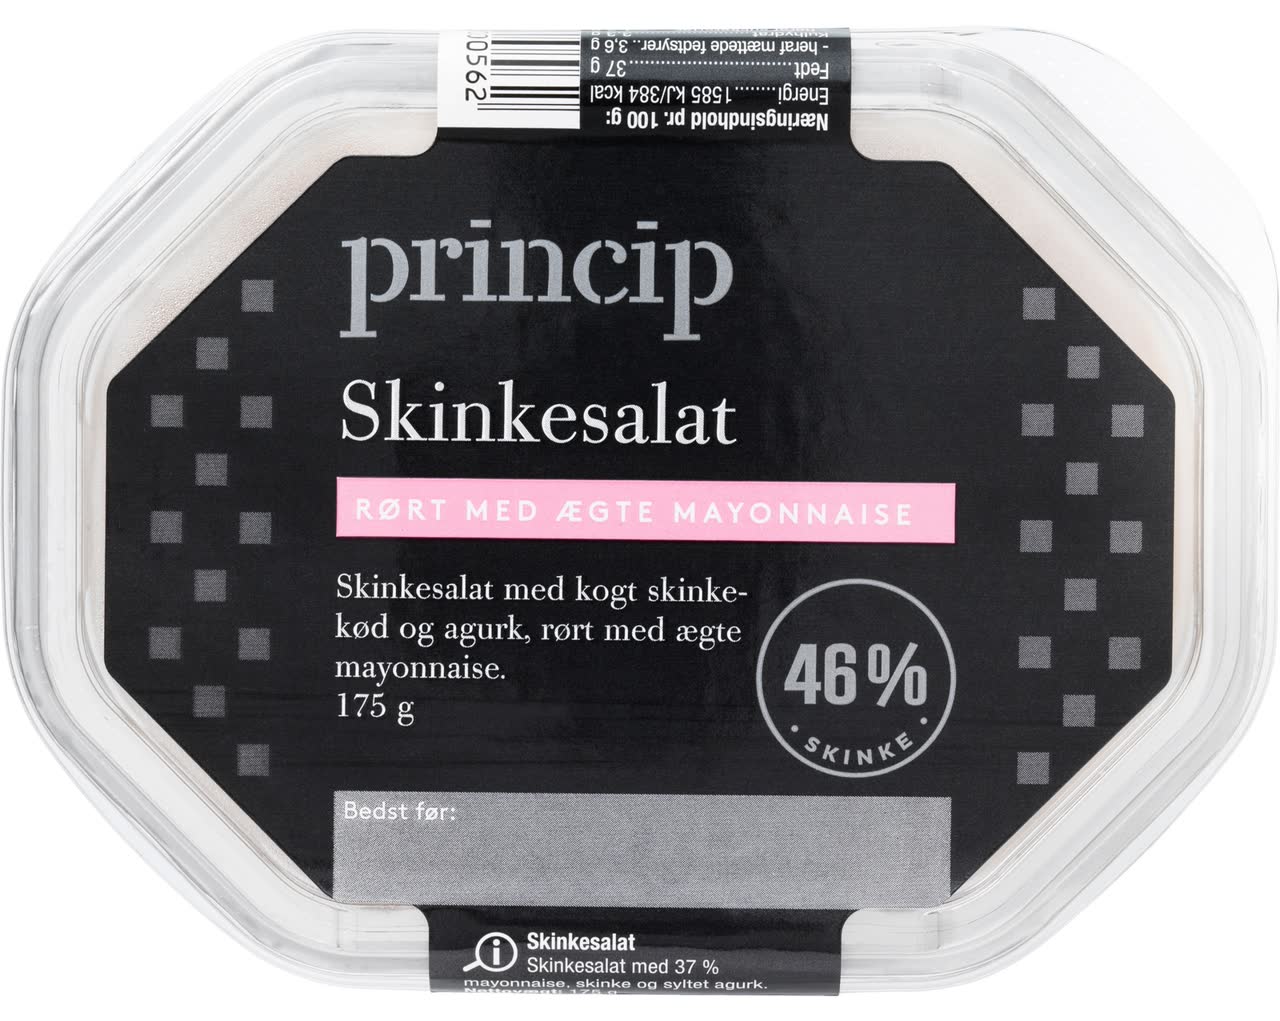 00562
Næringsindhold pr. 100 g:
Energi........1585 kJ/384 kcal
Fedt..............................37 g
- heraf mættede fedtsyrer.. 3,6 g
princip
Skinkesalat
RØRT MED ÆGTE MAYONNAISE
Skinkesalat med kogt skinke-
kød og agurk, rørt med ægte
mayonnaise.
175 g
46%
SKINKE
Bedst før:
Skinkesalat
Skinkesalat med 37 %
mayonnaise, skinke og syltet agurk.
Nettovægt: 175 g